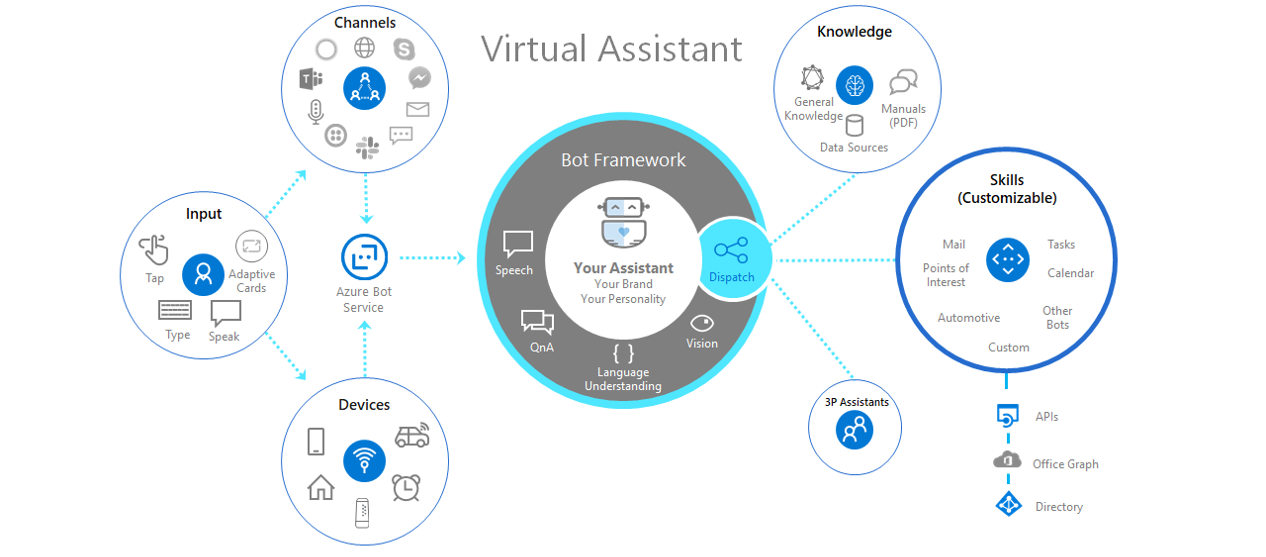 Virtual Assistant
Channels
T
S
Input
Tap
Adaptive
Cards
Type
Speak
Devices
Azure Bot
Service
Bot Framework
Speech
QnA
{ }
Language
Understanding
Vision
Your Assistant
Your Brand
Your Personality
Dispatch
Knowledge
General
Knowledge
Manuals
(PDF)
Data Sources
Skills
(Customizable)
Mail
Tasks
Points of
Interest
Calendar
Automotive
Other
Bots
Custom
3P Assistants
APIs
Office Graph
Directory